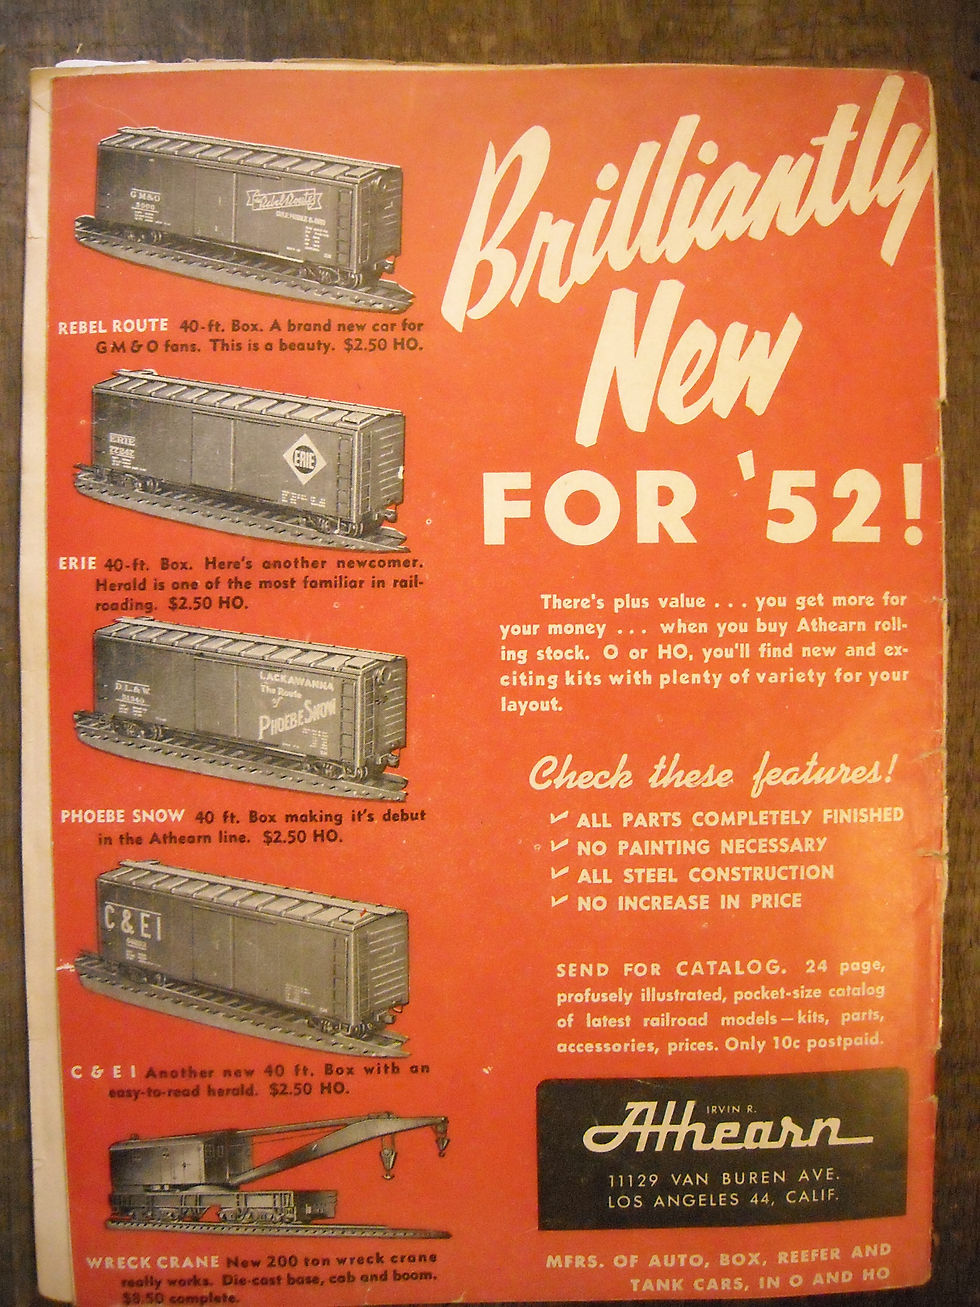 Brilliantly
New
FOR '52!
GM&O
Rebel Route
REBEL ROUTE 40-ft. Box. A brand new car for
GM&O fans. This is a beauty. $2.50 HO.
ERIE
77247
ERIE
ERIE 40-ft. Box. Here's another newcomer.
Herald is one of the most familiar in rail-
roading. $2.50 HO.
D.L.& W.
LACKAWANNA
The Route
of
PHOEBE SNOW
PHOEBE SNOW 40 ft. Box making it's debut
in the Athearn line. $2.50 HO.
C & EI
C & E I Another new 40 ft. Box with an
easy-to-read herald. $2.50 HO.
WRECK CRANE New 200 ton wreck crane
really works. Die-cast base, cab and boom.
$8.50 complete.
There's plus value . . . you get more for
your money . . . when you buy Athearn roll-
ing stock. O or HO, you'll find new and ex-
citing kits with plenty of variety for your
layout.
Check these features!
✓ ALL PARTS COMPLETELY FINISHED
✓ NO PAINTING NECESSARY
✓ ALL STEEL CONSTRUCTION
✓ NO INCREASE IN PRICE
SEND FOR CATALOG. 24 page,
profusely illustrated, pocket-size catalog
of latest railroad models—kits, parts,
accessories, prices. Only 10c postpaid.
IRVIN R.
Athearn
11129 VAN BUREN AVE.
LOS ANGELES 44, CALIF.
MFRS. OF AUTO, BOX, REEFER AND
TANK CARS, IN O AND HO